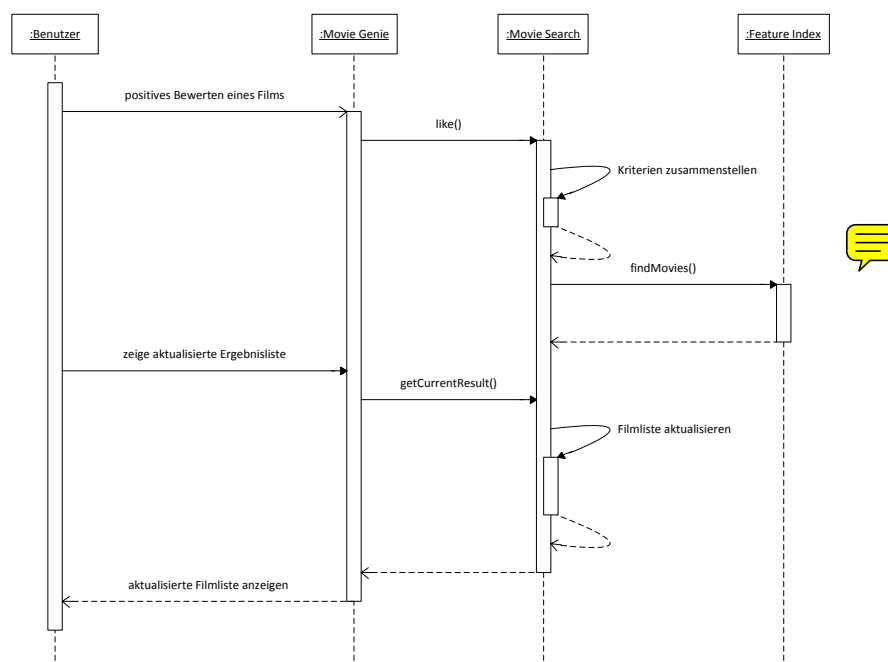 :Benutzer
:Movie Genie
:Movie Search
:Feature Index
positives Bewerten eines Films
like()
Kriterien zusammenstellen
findMovies()
zeige aktualisierte Ergebnisliste
getCurrentResult()
Filmliste aktualisieren
aktualisierte Filmliste anzeigen